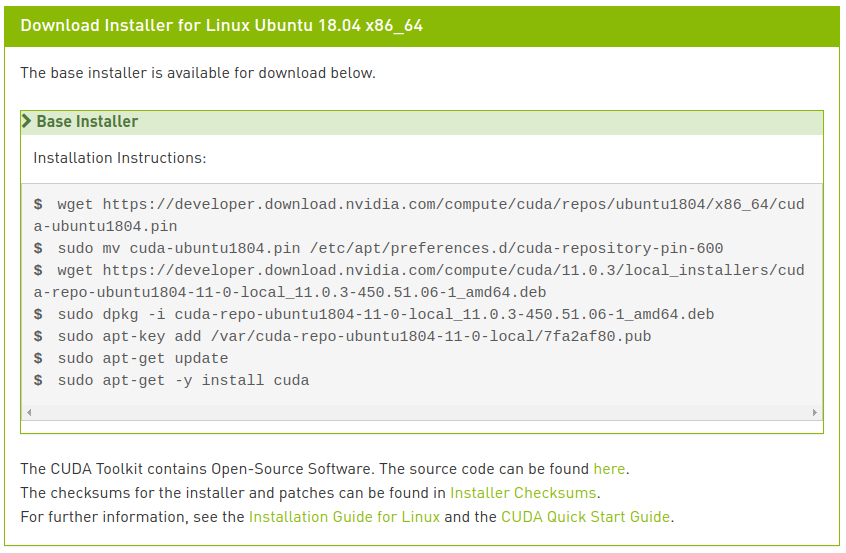 Download Installer for Linux Ubuntu 18.04 x86_64
The base installer is available for download below.
Base Installer
Installation Instructions:
$ wget https://developer.download.nvidia.com/compute/cuda/repos/ubuntu1804/x86_64/cud
a-ubuntu1804.pin
$ sudo mv cuda-ubuntu1804.pin /etc/apt/preferences.d/cuda-repository-pin-600
$ wget https://developer.download.nvidia.com/compute/cuda/11.0.3/local_installers/cud
a-repo-ubuntu1804-11-0-local_11.0.3-450.51.06-1_amd64.deb
$ sudo dpkg -i cuda-repo-ubuntu1804-11-0-local_11.0.3-450.51.06-1_amd64.deb
$ sudo apt-key add /var/cuda-repo-ubuntu1804-11-0-local/7fa2af80.pub
$ sudo apt-get update
$ sudo apt-get -y install cuda
The CUDA Toolkit contains Open-Source Software. The source code can be found here.
The checksums for the installer and patches can be found in Installer Checksums.
For further information, see the Installation Guide for Linux and the CUDA Quick Start Guide.